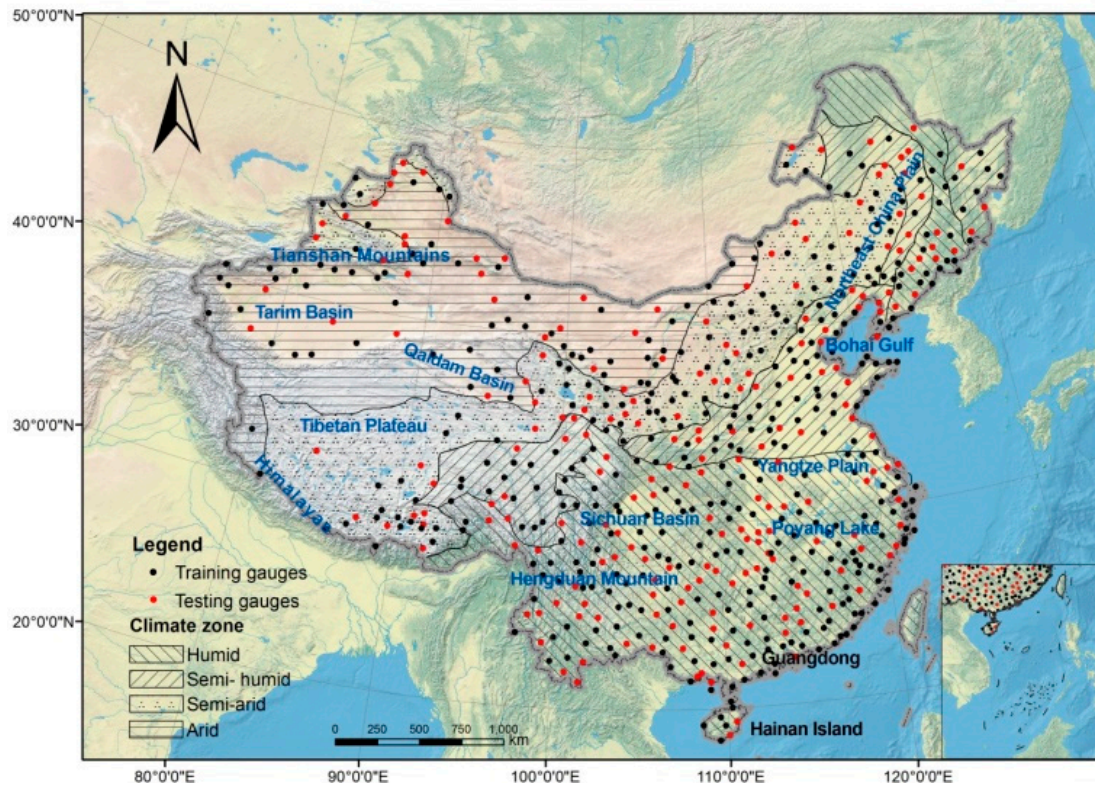 50°0'0"N
N
40°0'0"N
Northeast China Plain
Tianshan Mountains
Tarim Basin
Bohai Gulf
Qaidam Basin
30°0'0"N
Tibetan Plateau
Yangtze Plain
Himalayas
Sichuan Basin
Poyang Lake
Legend
Training gauges
Hengduan Mountain
Testing gauges
20°0'0"N
Climate zone
Humid
Guangdong
Semi- humid
Semi-arid
0 250 500 750 1,000
Hainan Island
Arid
km
80°0'0"E 90°0'0"E 100°0'0"E 110°0'0"E 120°0'0"E